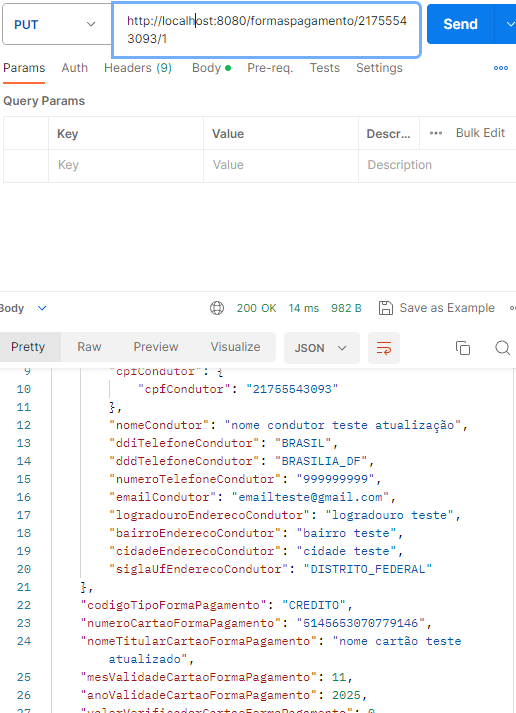 PUT
http://localhost:8080/formaspagamento/2175554
3093/1
Send
Params Auth Headers (9) Body Pre-req. Tests Settings
Query Params
Key Value Descr... Bulk Edit
Key Value Description
Body 200 OK 14 ms 982 B Save as Example
Pretty Raw Preview Visualize JSON
9 "cpfCondutor": {
10 "cpfCondutor": "21755543093"
11 },
12 "nomeCondutor": "nome condutor teste atualização",
13 "ddiTelefoneCondutor": "BRASIL",
14 "dddTelefoneCondutor": "BRASILIA_DF",
15 "numeroTelefoneCondutor": "999999999",
16 "emailCondutor": "emailteste@gmail.com",
17 "logradouroEnderecoCondutor": "logradouro teste",
18 "bairroEnderecoCondutor": "bairro teste",
19 "cidadeEnderecoCondutor": "cidade teste",
20 "siglaUfEnderecoCondutor": "DISTRITO_FEDERAL"
21 },
22 "codigoTipoFormaPagamento": "CREDITO",
23 "numeroCartaoFormaPagamento": "5145653070779146",
24 "nomeTitularCartaoFormaPagamento": "nome cartão teste
atualizado",
25 "mesValidadeCartaoFormaPagamento": 11,
26 "anoValidadeCartaoFormaPagamento": 2025,
27 "valorVerificadorCartaoFormaPagamento": 0